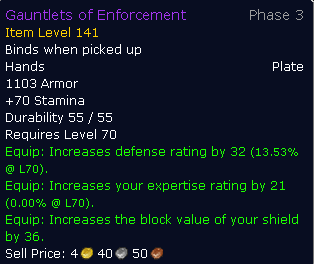 Gauntlets of Enforcement Phase 3
Item Level 141
Binds when picked up
Hands Plate
1103 Armor
+70 Stamina
Durability 55 / 55
Requires Level 70
Equip: Increases defense rating by 32 (13.53%
@ L70).
Equip: Increases your expertise rating by 21
(0.00% @ L70).
Equip: Increases the block value of your shield
by 36.
Sell Price: 4 40 50